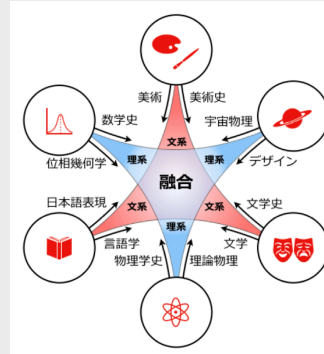 美術 美術史
数学史 宇宙物理
文系
位相幾何学 理系 理系 デザイン
融合
日本語表現 文学史
文系 文系
理系
言語学 文学
物理学史 理論物理